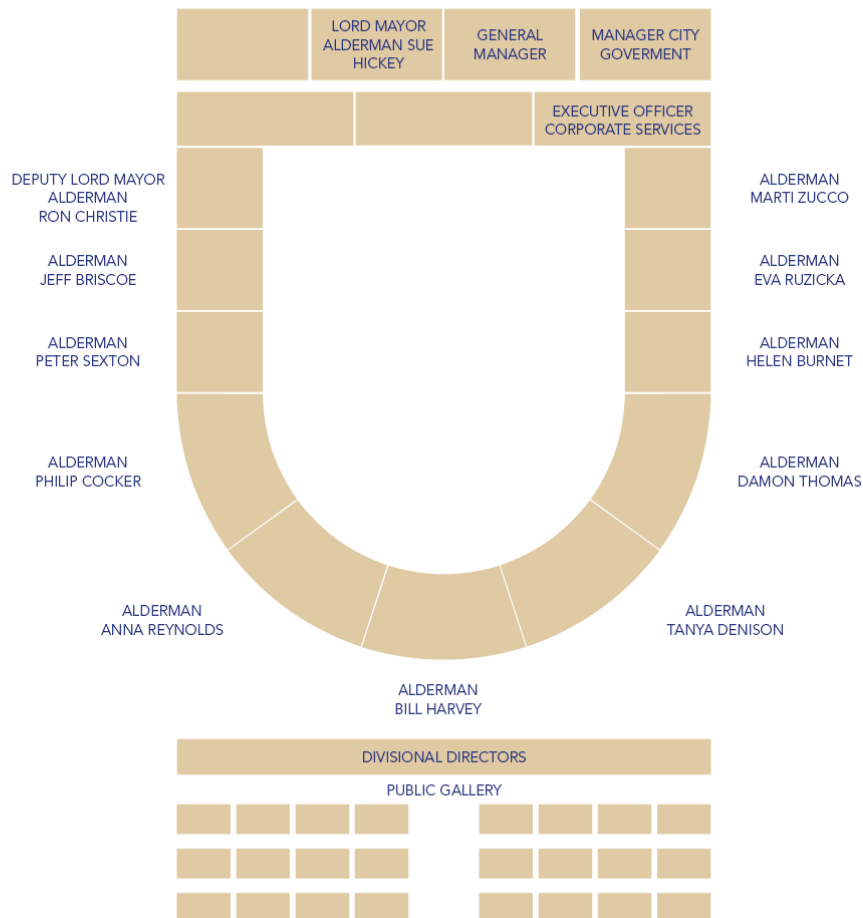 LORD MAYOR
ALDERMAN SUE
HICKEY
GENERAL
MANAGER
MANAGER CITY
GOVERMENT
EXECUTIVE OFFICER
CORPORATE SERVICES
DEPUTY LORD MAYOR
ALDERMAN
RON CHRISTIE
ALDERMAN
MARTI ZUCCO
ALDERMAN
JEFF BRISCOE
ALDERMAN
EVA RUZICKA
ALDERMAN
PETER SEXTON
ALDERMAN
HELEN BURNET
ALDERMAN
PHILIP COCKER
ALDERMAN
DAMON THOMAS
ALDERMAN
ANNA REYNOLDS
ALDERMAN
TANYA DENISON
ALDERMAN
BILL HARVEY
DIVISIONAL DIRECTORS
PUBLIC GALLERY